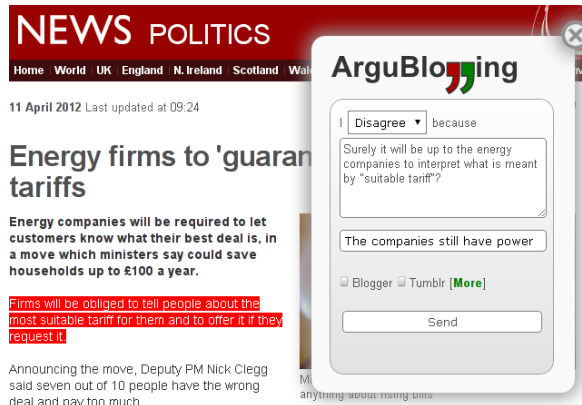 NEWS POLITICS
Home World UK England N. Ireland Scotland
11 April 2012 Last updated at 09:24
Energy firms to
tariffs
Energy companies will be required to let
customers know what their best deal is, in
a move which ministers say could save
households up to £100 a year.
Firms will be obliged to tell people about the
most suitable tariff for them and to offer it if they
request it.
Announcing the move, Deputy PM Nick Clegg
said seven out of 10 people have the wrong
deal and pay too much
anything about rising bills
ArguBlogging
I Disagree because
Surely it will be up to the energy
companies to interpret what is meant
by "suitable tariff"?
The companies still have power
Blogger Tumblr [More]
Send